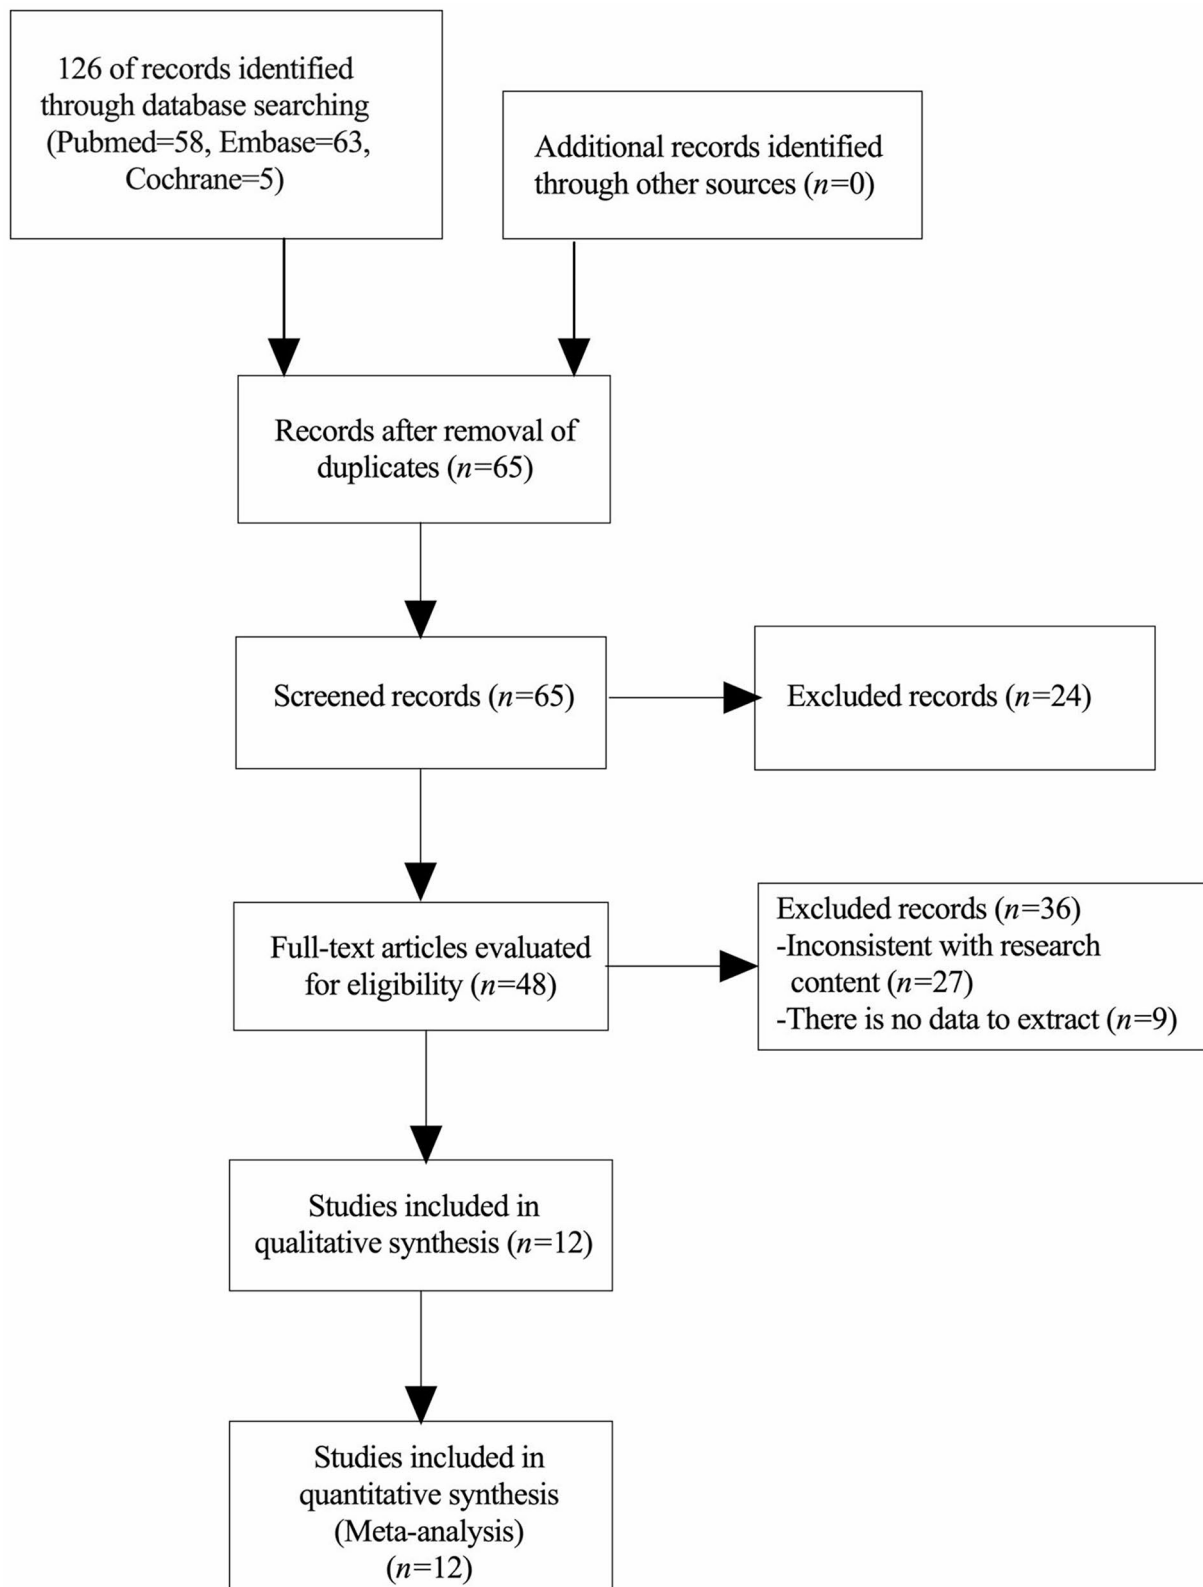 126 of records identified
through database searching
(Pubmed=58, Embase=63,
Cochrane=5)
Additional records identified
through other sources (n=0)
Records after removal of
duplicates (n=65)
Screened records (n=65)
Excluded records (n=24)
Full-text articles evaluated
for eligibility (n=48)
Excluded records (n=36)
-Inconsistent with research
content (n=27)
-There is no data to extract (n=9)
Studies included in
qualitative synthesis (n=12)
Studies included in
quantitative synthesis
(Meta-analysis)
(n=12)